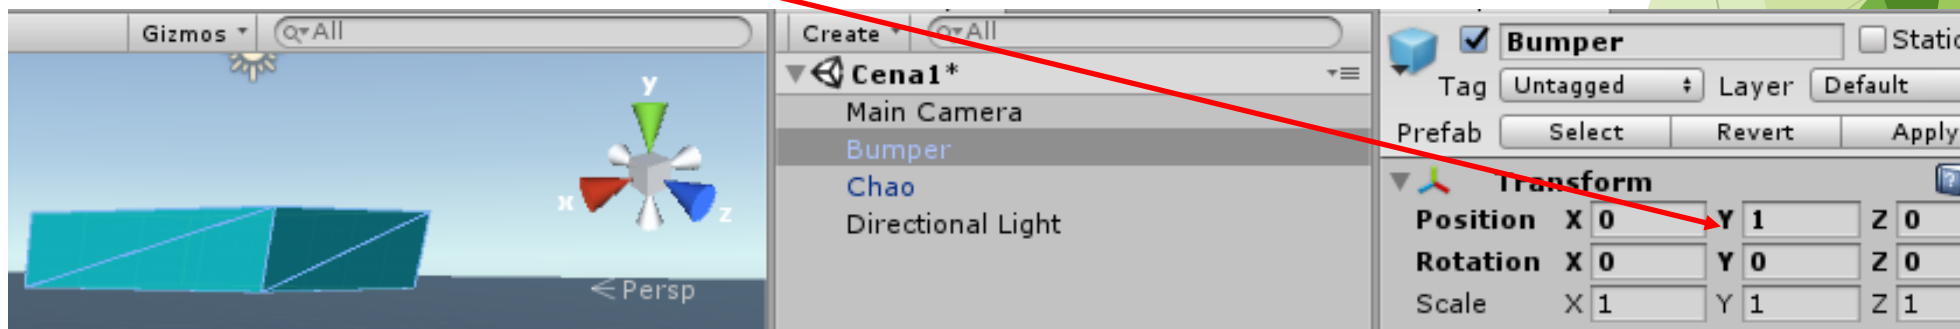 Gizmos All
y
x
z
Persp
Create All
Cena1*
Main Camera
Bumper
Chao
Directional Light
Bumper Static
Tag Untagged Layer Default
Prefab Select Revert Apply
Transform ?
Position X 0 Y 1 Z 0
Rotation X 0 Y 0 Z 0
Scale X 1 Y 1 Z 1